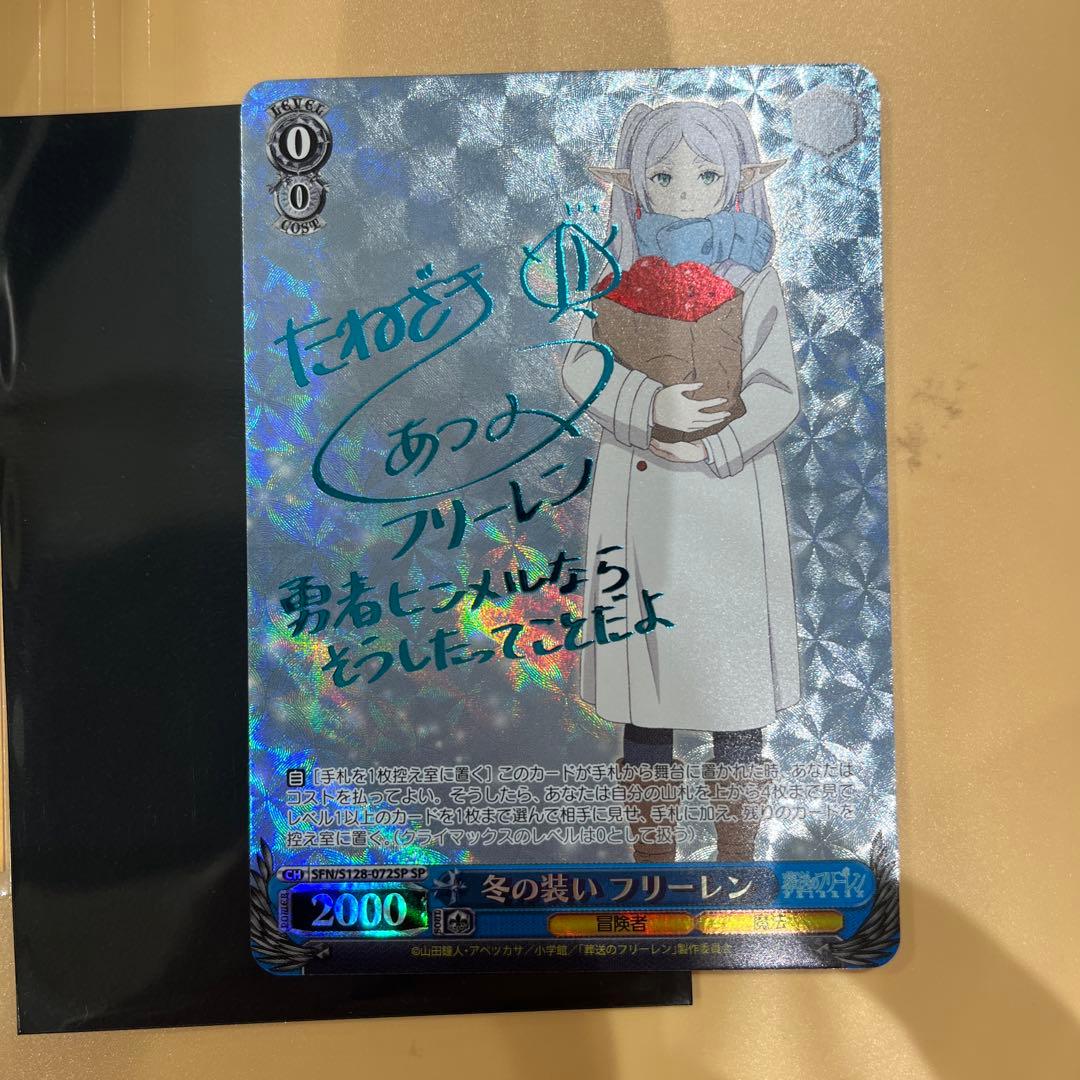 LEVEL
0
0
COST
たねざき
あつみ
フリーレン
勇者ヒンメルなら
そうしたってことだよ
自 [手札を1枚控え室に置く] このカードが手札から舞台に置かれた時、あなたは
コストを払ってよい。そうしたら、あなたは自分の山札を上から4枚まで見て、
レベル1以上のカードを1枚まで選んで相手に見せ、手札に加え、残りのカードを
控え室に置く。(クライマックスのレベルは0として扱う)
CH SFN/S128-072SP SP
冬の装い フリーレン
葬送のフリーレン
2000
冒険者 魔法
©山田鐘人・アベツカサ/小学館/「葬送のフリーレン」製作委員会